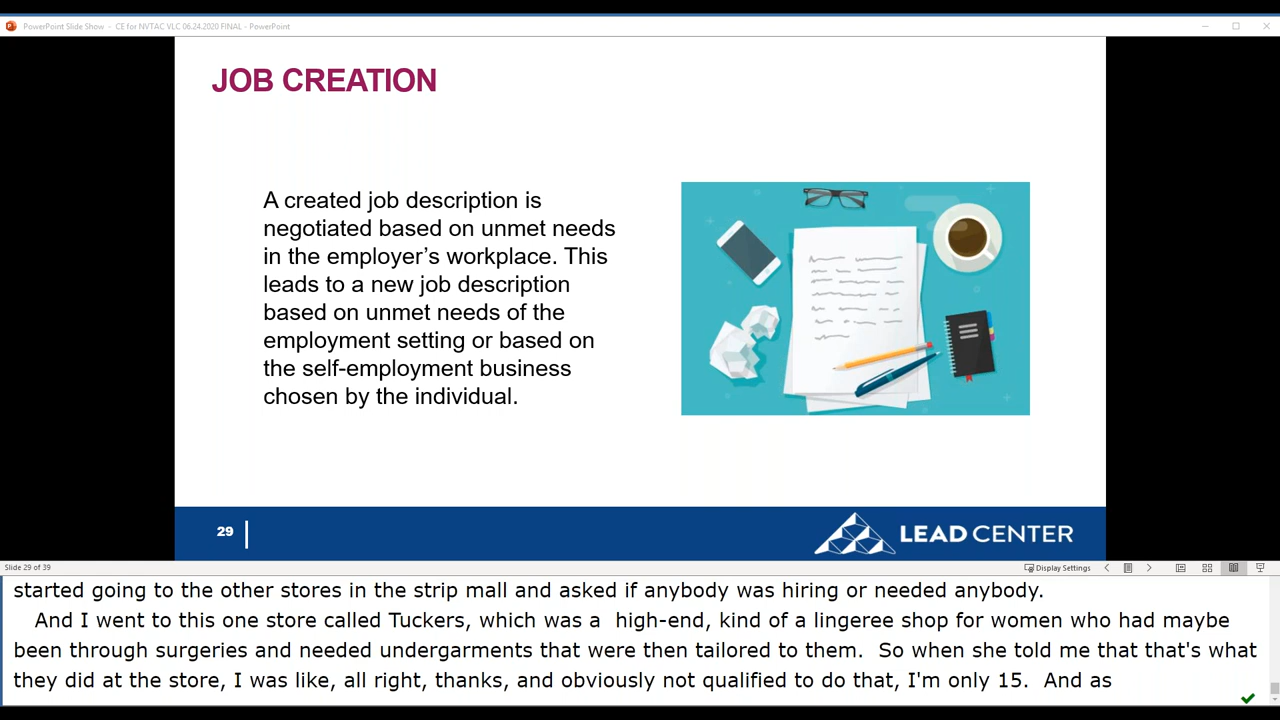 PowerPoint Slide Show - CE for NVTAC VLC 06.24.2020 FINAL - PowerPoint
JOB CREATION
A created job description is
negotiated based on unmet needs
in the employer's workplace. This
leads to a new job description
based on unmet needs of the
employment setting or based on
the self-employment business
chosen by the individual.
29
LEAD CENTER
Slide 29 of 39
Display Settings
started going to the other stores in the strip mall and asked if anybody was hiring or needed anybody.
And I went to this one store called Tuckers, which was a  high-end, kind of a lingeree shop for women who had maybe
been through surgeries and needed undergarments that were then tailored to them.  So when she told me that that's what
they did at the store, I was like, all right, thanks, and obviously not qualified to do that, I'm only 15.  And as